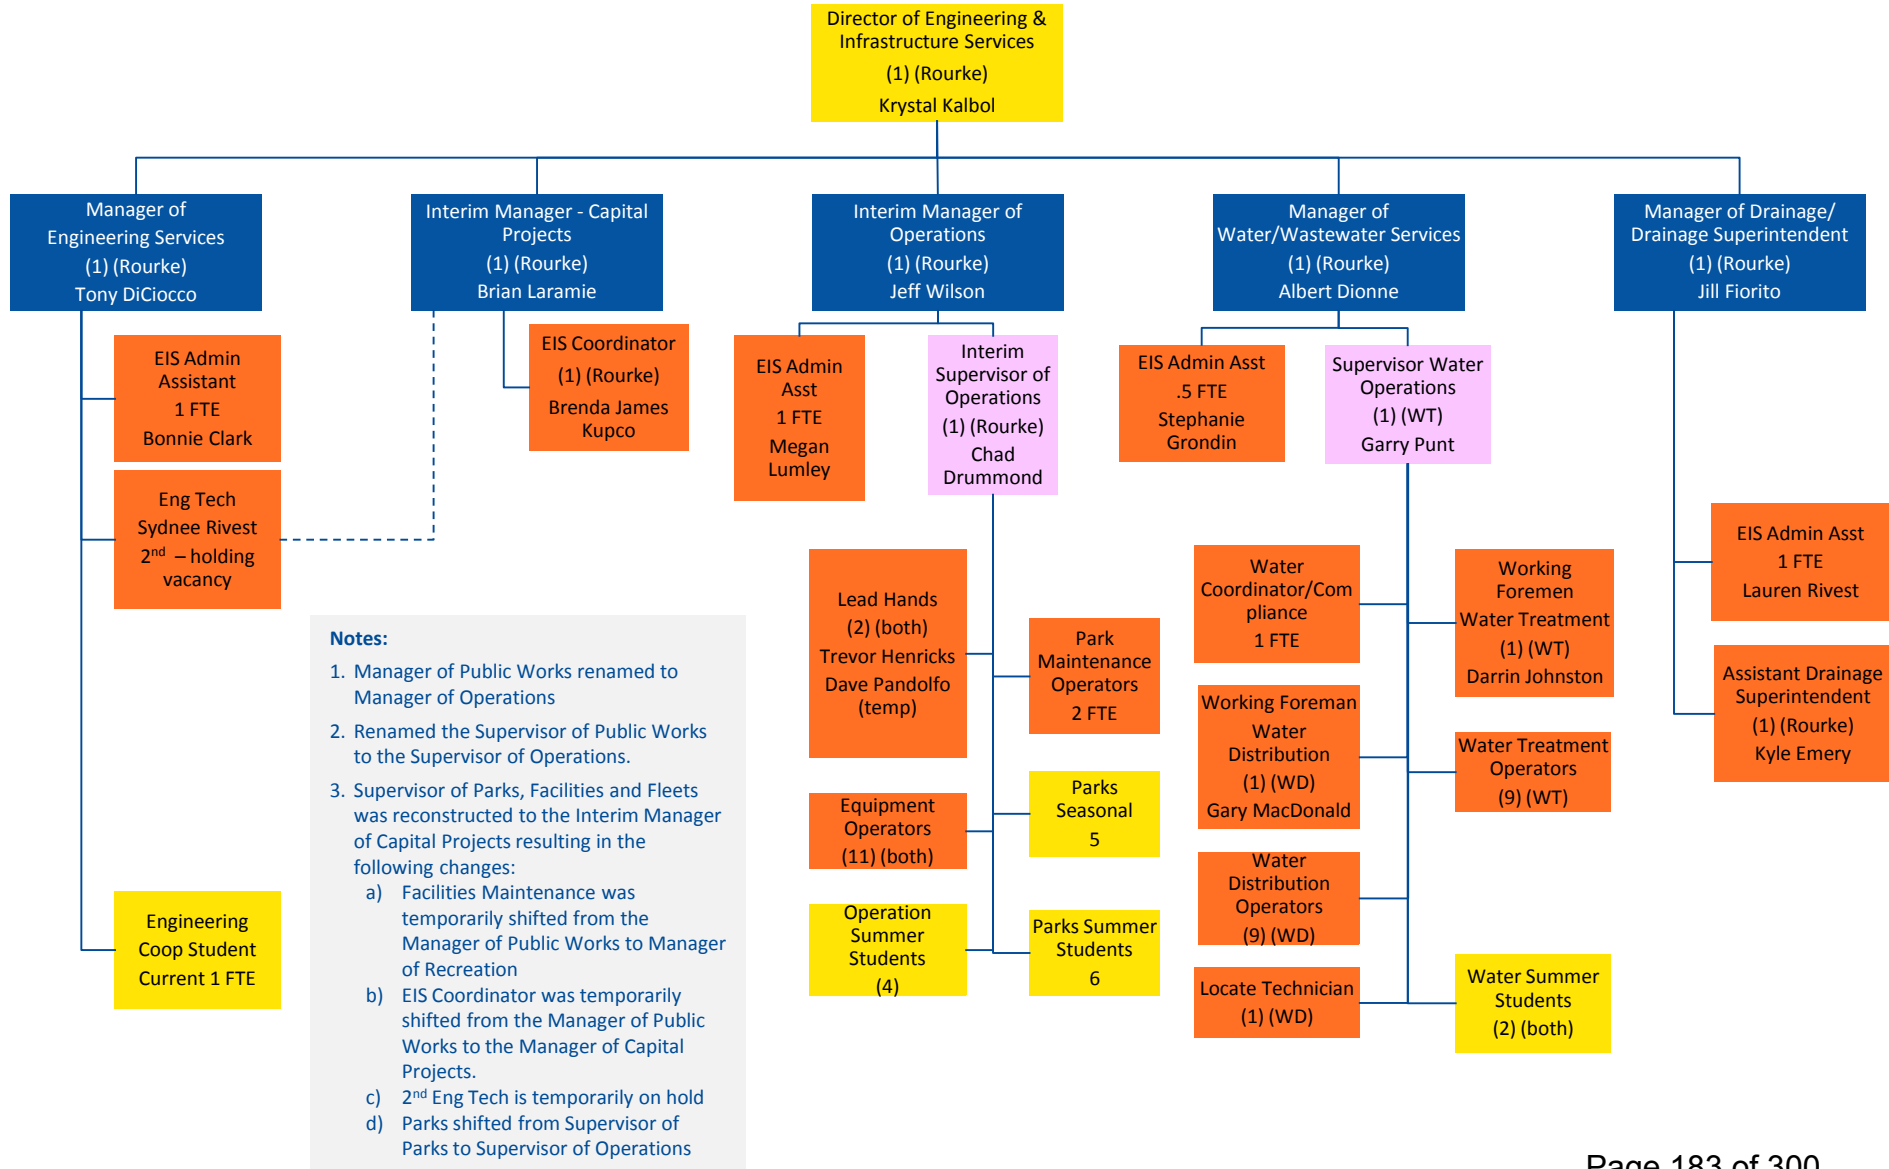 Director of Engineering &
Infrastructure Services
(1) (Rourke)
Krystal Kalbol
Manager of
Engineering Services
(1) (Rourke)
Tony DiCiocco
Interim Manager - Capital
Projects
(1) (Rourke)
Brian Laramie
Interim Manager of
Operations
(1) (Rourke)
Jeff Wilson
Manager of
Water/Wastewater Services
(1) (Rourke)
Albert Dionne
Manager of Drainage/
Drainage Superintendent
(1) (Rourke)
Jill Fiorito
EIS Admin
Assistant
1 FTE
Bonnie Clark
Eng Tech
Sydnee Rivest
2nd – holding
vacancy
Engineering
Coop Student
Current 1 FTE
EIS Coordinator
(1) (Rourke)
Brenda James
Kupco
EIS Admin
Asst
1 FTE
Megan
Lumley
Interim
Supervisor of
Operations
(1) (Rourke)
Chad
Drummond
Lead Hands
(2) (both)
Trevor Henricks
Dave Pandolfo
(temp)
Park
Maintenance
Operators
2 FTE
Equipment
Operators
(11) (both)
Parks
Seasonal
5
Operation
Summer
Students
(4)
Parks Summer
Students
6
EIS Admin Asst
.5 FTE
Stephanie
Grondin
Supervisor Water
Operations
(1) (WT)
Garry Punt
Water
Coordinator/Com
pliance
1 FTE
Working
Foremen
Water Treatment
(1) (WT)
Darrin Johnston
Working Foreman
Water
Distribution
(1) (WD)
Gary MacDonald
Water Treatment
Operators
(9) (WT)
Water
Distribution
Operators
(9) (WD)
Locate Technician
(1) (WD)
Water Summer
Students
(2) (both)
EIS Admin Asst
1 FTE
Lauren Rivest
Assistant Drainage
Superintendent
(1) (Rourke)
Kyle Emery
Notes:
1. Manager of Public Works renamed to
Manager of Operations
2. Renamed the Supervisor of Public Works
to the Supervisor of Operations.
3. Supervisor of Parks, Facilities and Fleets
was reconstructed to the Interim Manager
of Capital Projects resulting in the
following changes:
a) Facilities Maintenance was
temporarily shifted from the
Manager of Public Works to Manager
of Recreation
b) EIS Coordinator was temporarily
shifted from the Manager of Public
Works to the Manager of Capital
Projects.
c) 2nd Eng Tech is temporarily on hold
d) Parks shifted from Supervisor of
Parks to Supervisor of Operations
Page 183 of 300